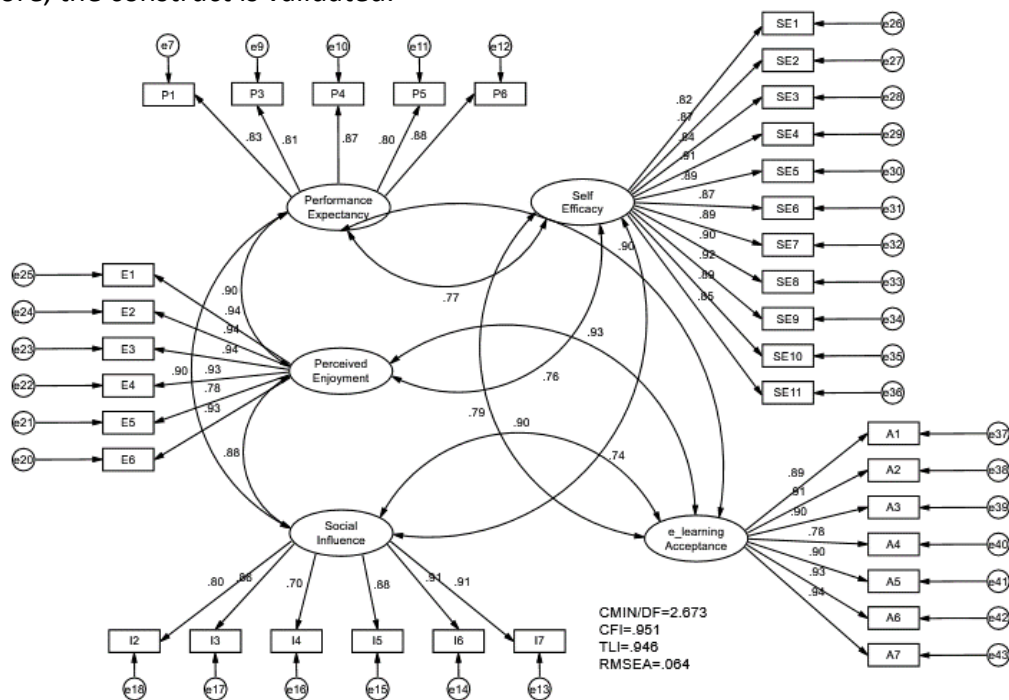 ore, the construct is validated.
e7 e9 e10 e11 e12
P1 P3 P4 P5 P6
.83 .81 .87 .80 .88
Performance
Expectancy
Self
Efficacy
SE1 e26
SE2 e27
SE3 e28
SE4 e29
SE5 e30
SE6 e31
SE7 e32
SE8 e33
SE9 e34
SE10 e35
SE11 e36
.82
.87
.84
.91
.89
.87
.89
.90
.92
.89
.85
.90
.77
e25 E1
e24 E2
e23 E3
e22 E4
e21 E5
e20 E6
.90
.94
.94
.94
.93
.78
.93
.90
Perceived
Enjoyment
.93
.76
.79
.90
.74
.88
Social
Influence
e_learning
Acceptance
A1 e37
A2 e38
A3 e39
A4 e40
A5 e41
A6 e42
A7 e43
.89
.91
.90
.78
.90
.93
.94
.80 .70 .88 .91 .91
I2 I3 I4 I5 I6 I7
e18 e17 e16 e15 e14 e13
CMIN/DF=2.673
CFI=.951
TLI=.946
RMSEA=.064